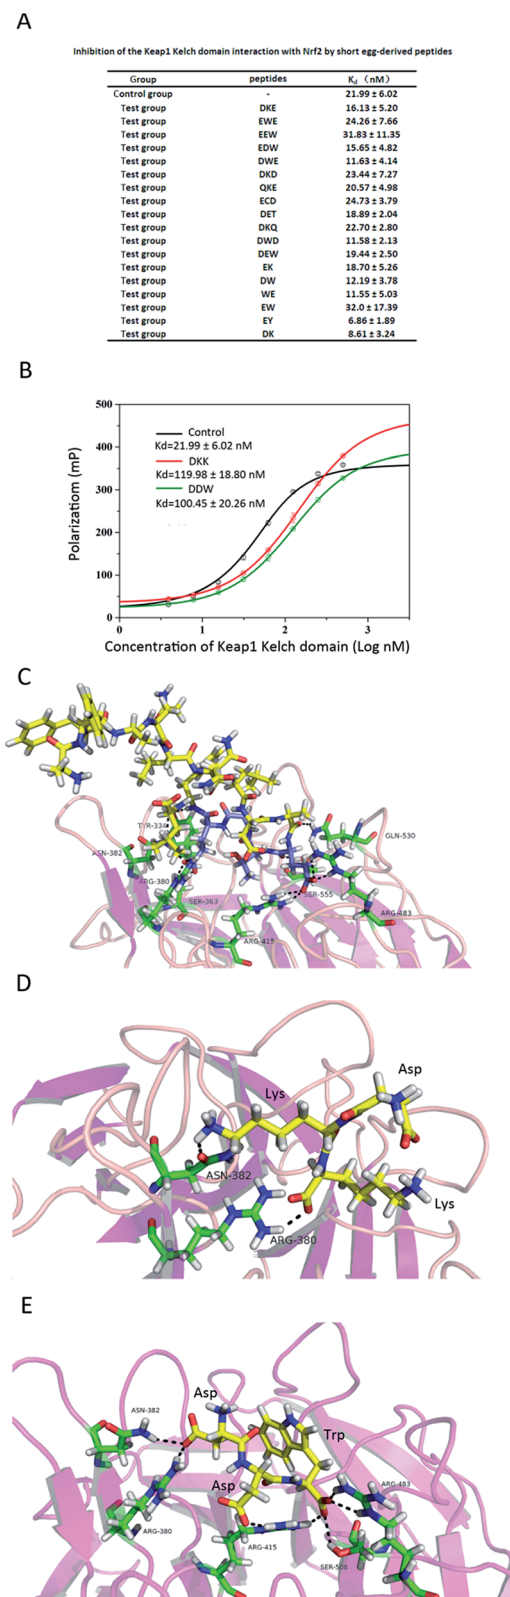 A
Inhibition of the Keap1 Kelch domain interaction with Nrf2 by short egg-derived peptides
Group peptides Kd (nM)
Control group - 21.99 ± 6.02
Test group DKE 16.13 ± 5.20
Test group EWE 24.26 ± 7.66
Test group EEW 31.83 ± 11.35
Test group EDW 15.65 ± 4.82
Test group DWE 11.63 ± 4.14
Test group DKD 23.44 ± 7.27
Test group QKE 20.57 ± 4.98
Test group ECD 24.73 ± 3.79
Test group DET 18.89 ± 2.04
Test group DKQ 22.70 ± 2.80
Test group DWD 11.58 ± 2.13
Test group DEW 19.44 ± 2.50
Test group EK 18.70 ± 5.26
Test group DW 12.19 ± 3.78
Test group WE 11.55 ± 5.03
Test group EW 32.0 ± 17.39
Test group EY 6.86 ± 1.89
Test group DK 8.61 ± 3.24
B
Polarizatiom (mP)
500
400
300
200
100
0
Control
Kd=21.99 ± 6.02 nM
DKK
Kd=119.98 ± 18.80 nM
DDW
Kd=100.45 ± 20.26 nM
0 1 2 3
Concentration of Keap1 Kelch domain (Log nM)
C
TYR-334
GLN-530
ASN-382
ARG-380
SER-363
SER-555
ARG-483
ARG-415
D
Asp
Lys
ASN-382
Lys
ARG-380
E
Asp
ASN-382
Trp
Asp
ARG-483
ARG-380
ARG-415
SER-508